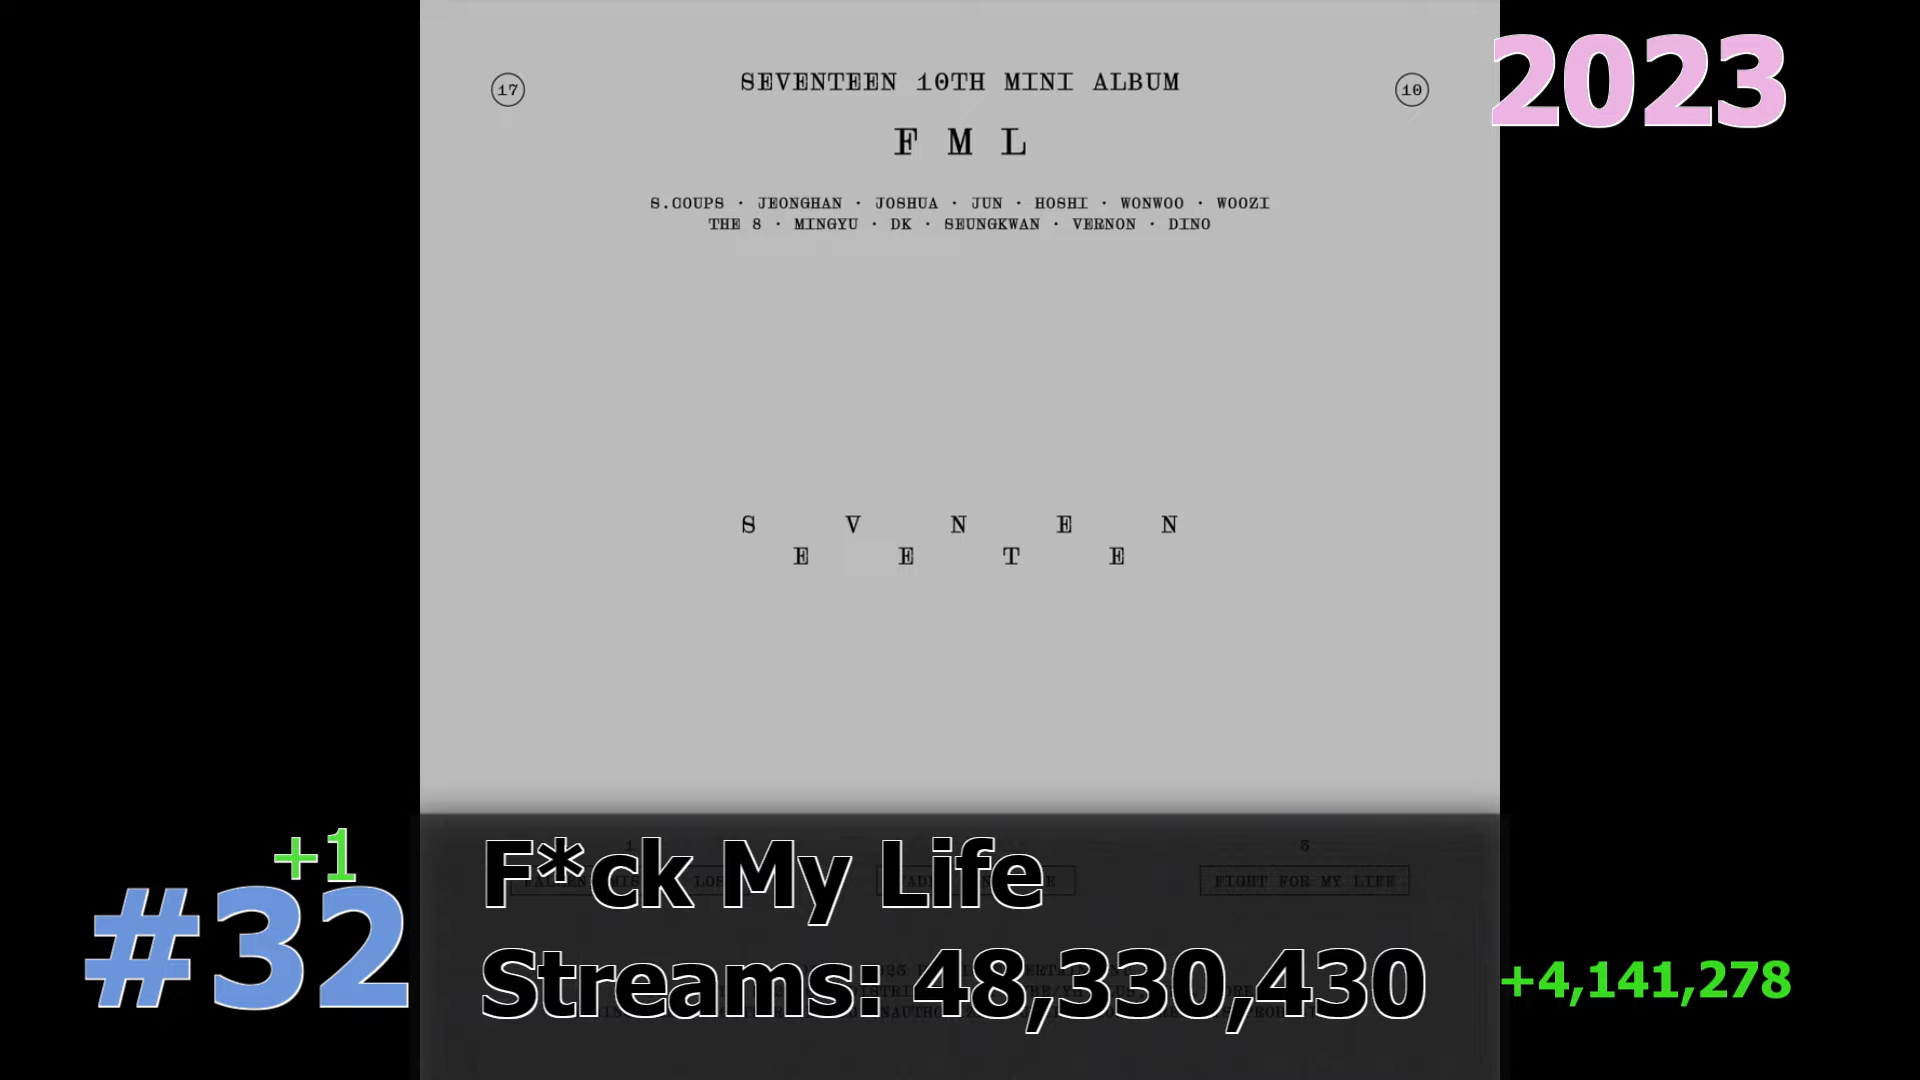 17
SEVENTEEN 10TH MINI ALBUM
10
2023
F M L
S.COUPS · JEONGHAN · JOSHUA · JUN · HOSHI · WONWOO · WOOZI
THE 8 · MINGYU · DK · SEUNGKWAN · VERNON · DINO
S V N E N
E E T E
+1
#32
F*ck My Life
Streams: 48,330,430
+4,141,278
3
FIGHT FOR MY LIFE